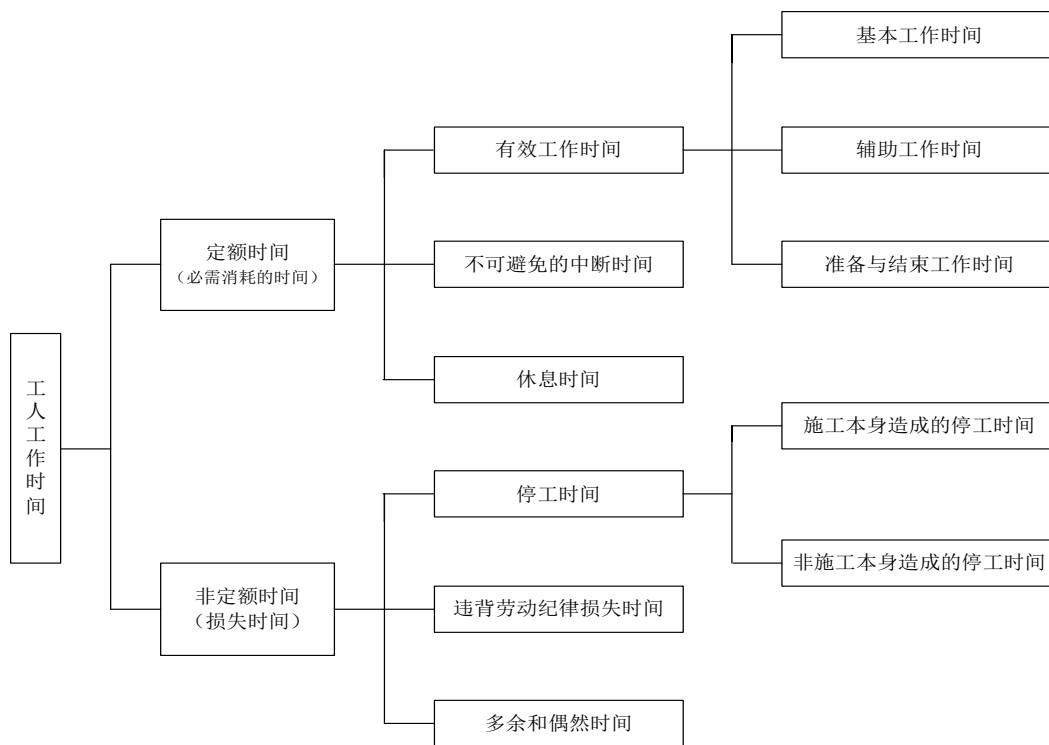 工人工作时间
定额时间
（必需消耗的时间）
非定额时间
（损失时间）
有效工作时间
不可避免的中断时间
休息时间
停工时间
违背劳动纪律损失时间
多余和偶然时间
基本工作时间
辅助工作时间
准备与结束工作时间
施工本身造成的停工时间
非施工本身造成的停工时间